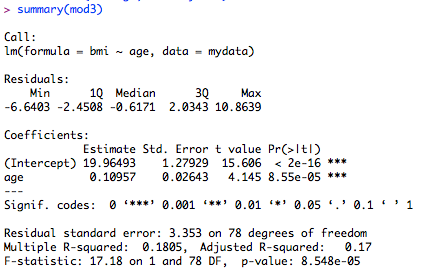 > summary(mod3)
Call:
lm(formula = bmi ~ age, data = mydata)
Residuals:
    Min      1Q  Median      3Q     Max
-6.6403 -2.4508 -0.6171  2.0343 10.8639
Coefficients:
            Estimate Std. Error t value Pr(>|t|)
(Intercept) 19.96493    1.27929  15.606  < 2e-16 ***
age          0.10957    0.02643   4.145 8.55e-05 ***
---
Signif. codes:  0 ‘***’ 0.001 ‘**’ 0.01 ‘*’ 0.05 ‘.’ 0.1 ‘ ’ 1
Residual standard error: 3.353 on 78 degrees of freedom
Multiple R-squared:  0.1805,	Adjusted R-squared:   0.17
F-statistic: 17.18 on 1 and 78 DF,  p-value: 8.548e-05